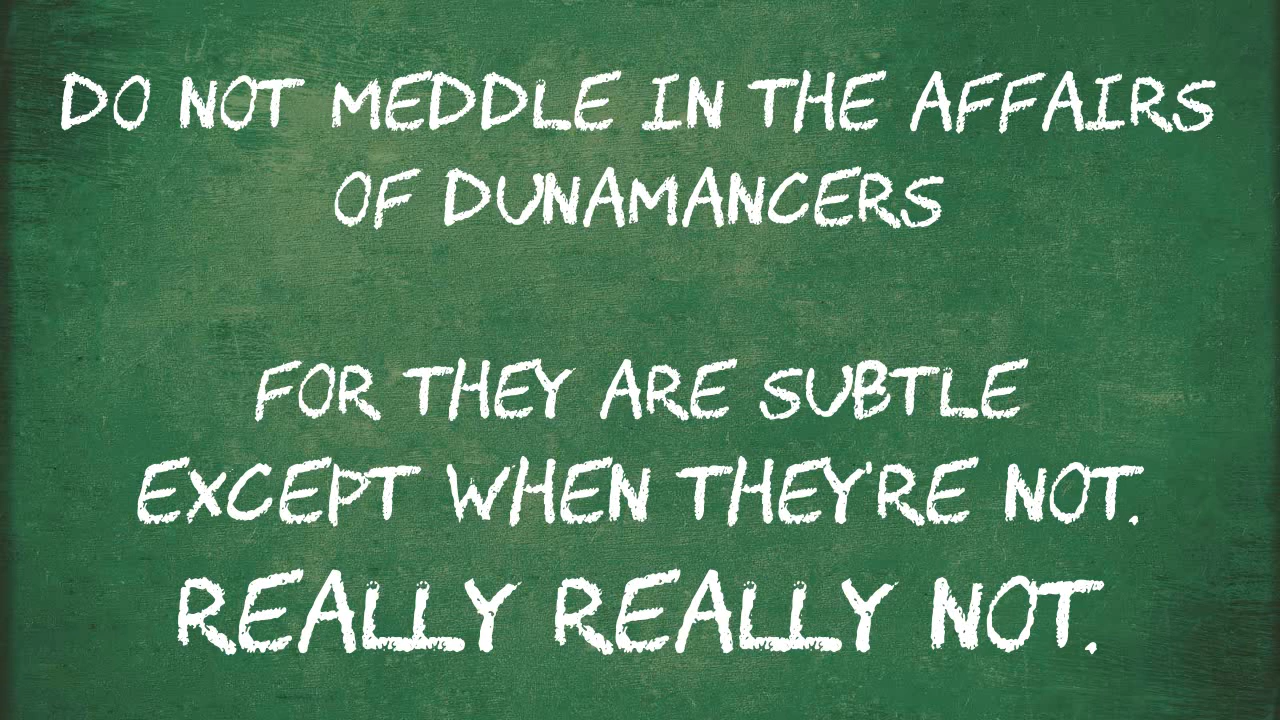 DO NOT MEDDLE IN THE AFFAIRS
OF DUNAMANCERS
FOR THEY ARE SUBTLE
EXCEPT WHEN THEY'RE NOT.
REALLY REALLY NOT.